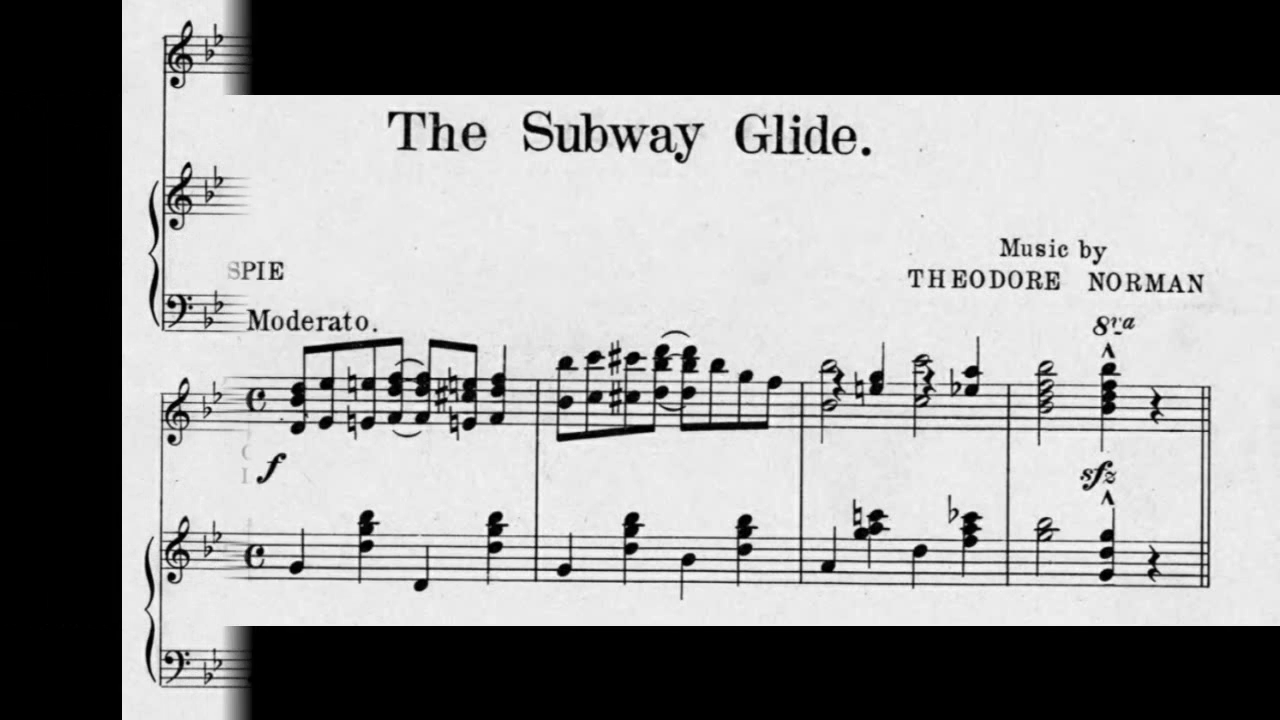 The Subway Glide.
Music by
SPIE
THEODORE NORMAN
Moderato.
8va
f
sfz